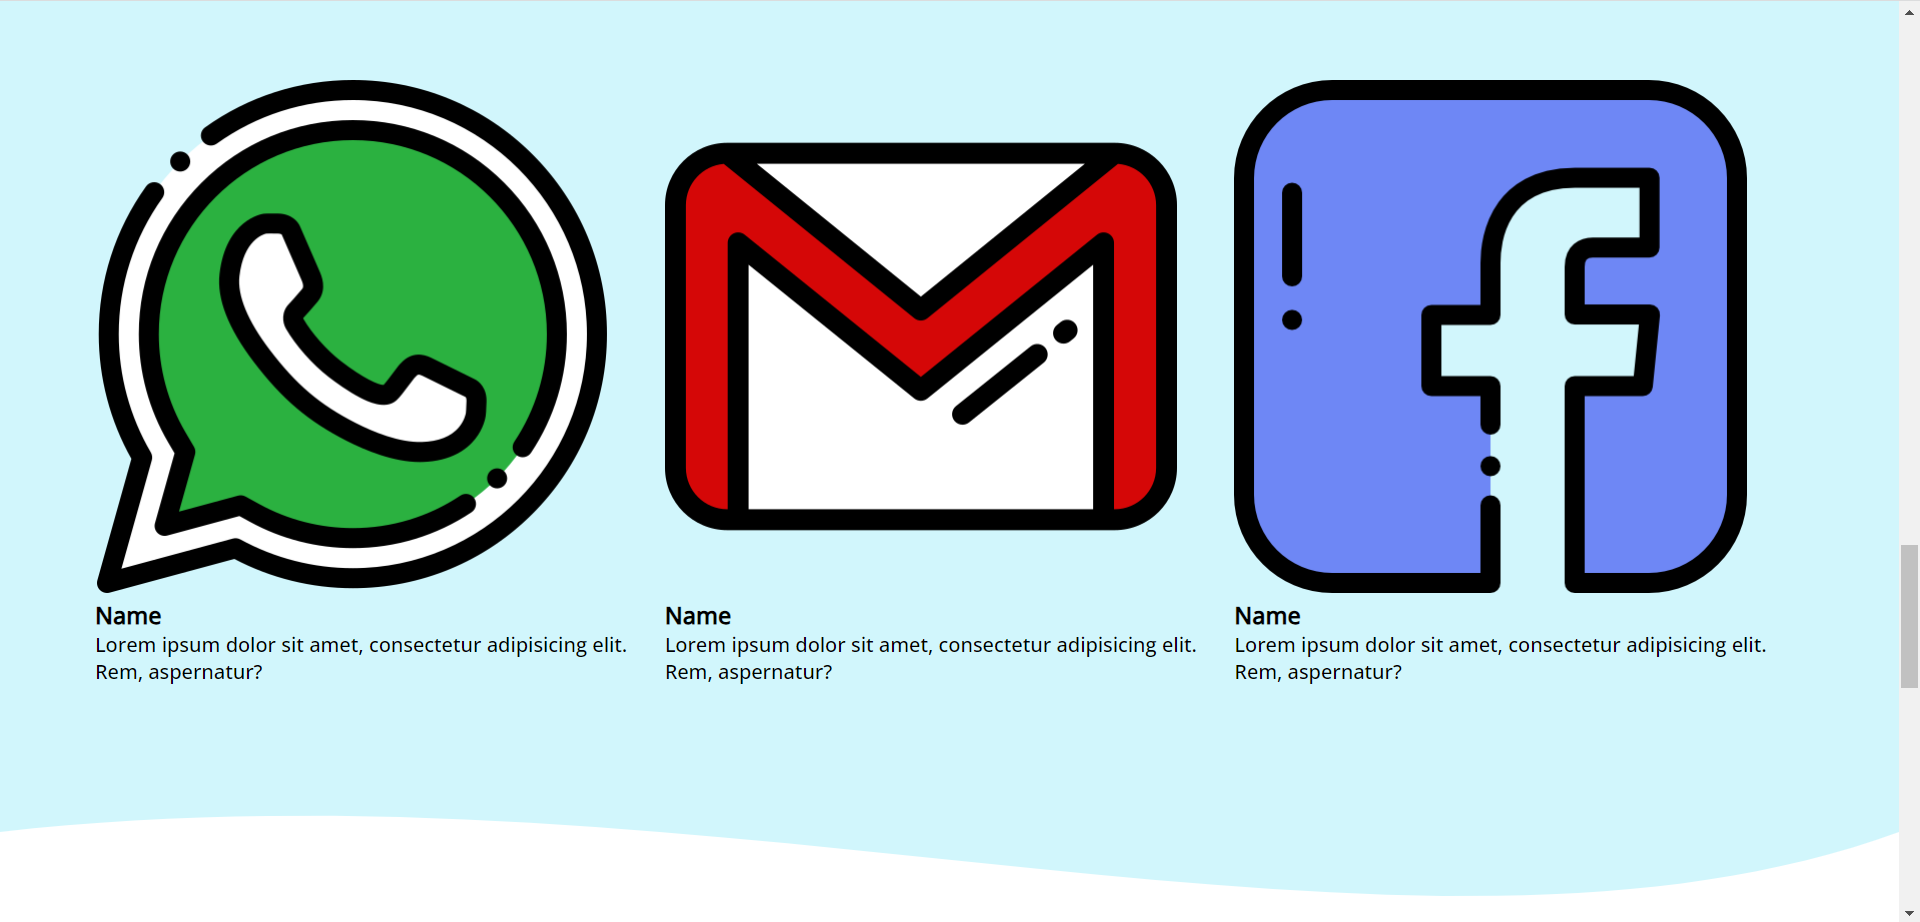 Name
Lorem ipsum dolor sit amet, consectetur adipisicing elit.
Rem, aspernatur?
Name
Lorem ipsum dolor sit amet, consectetur adipisicing elit.
Rem, aspernatur?
Name
Lorem ipsum dolor sit amet, consectetur adipisicing elit.
Rem, aspernatur?